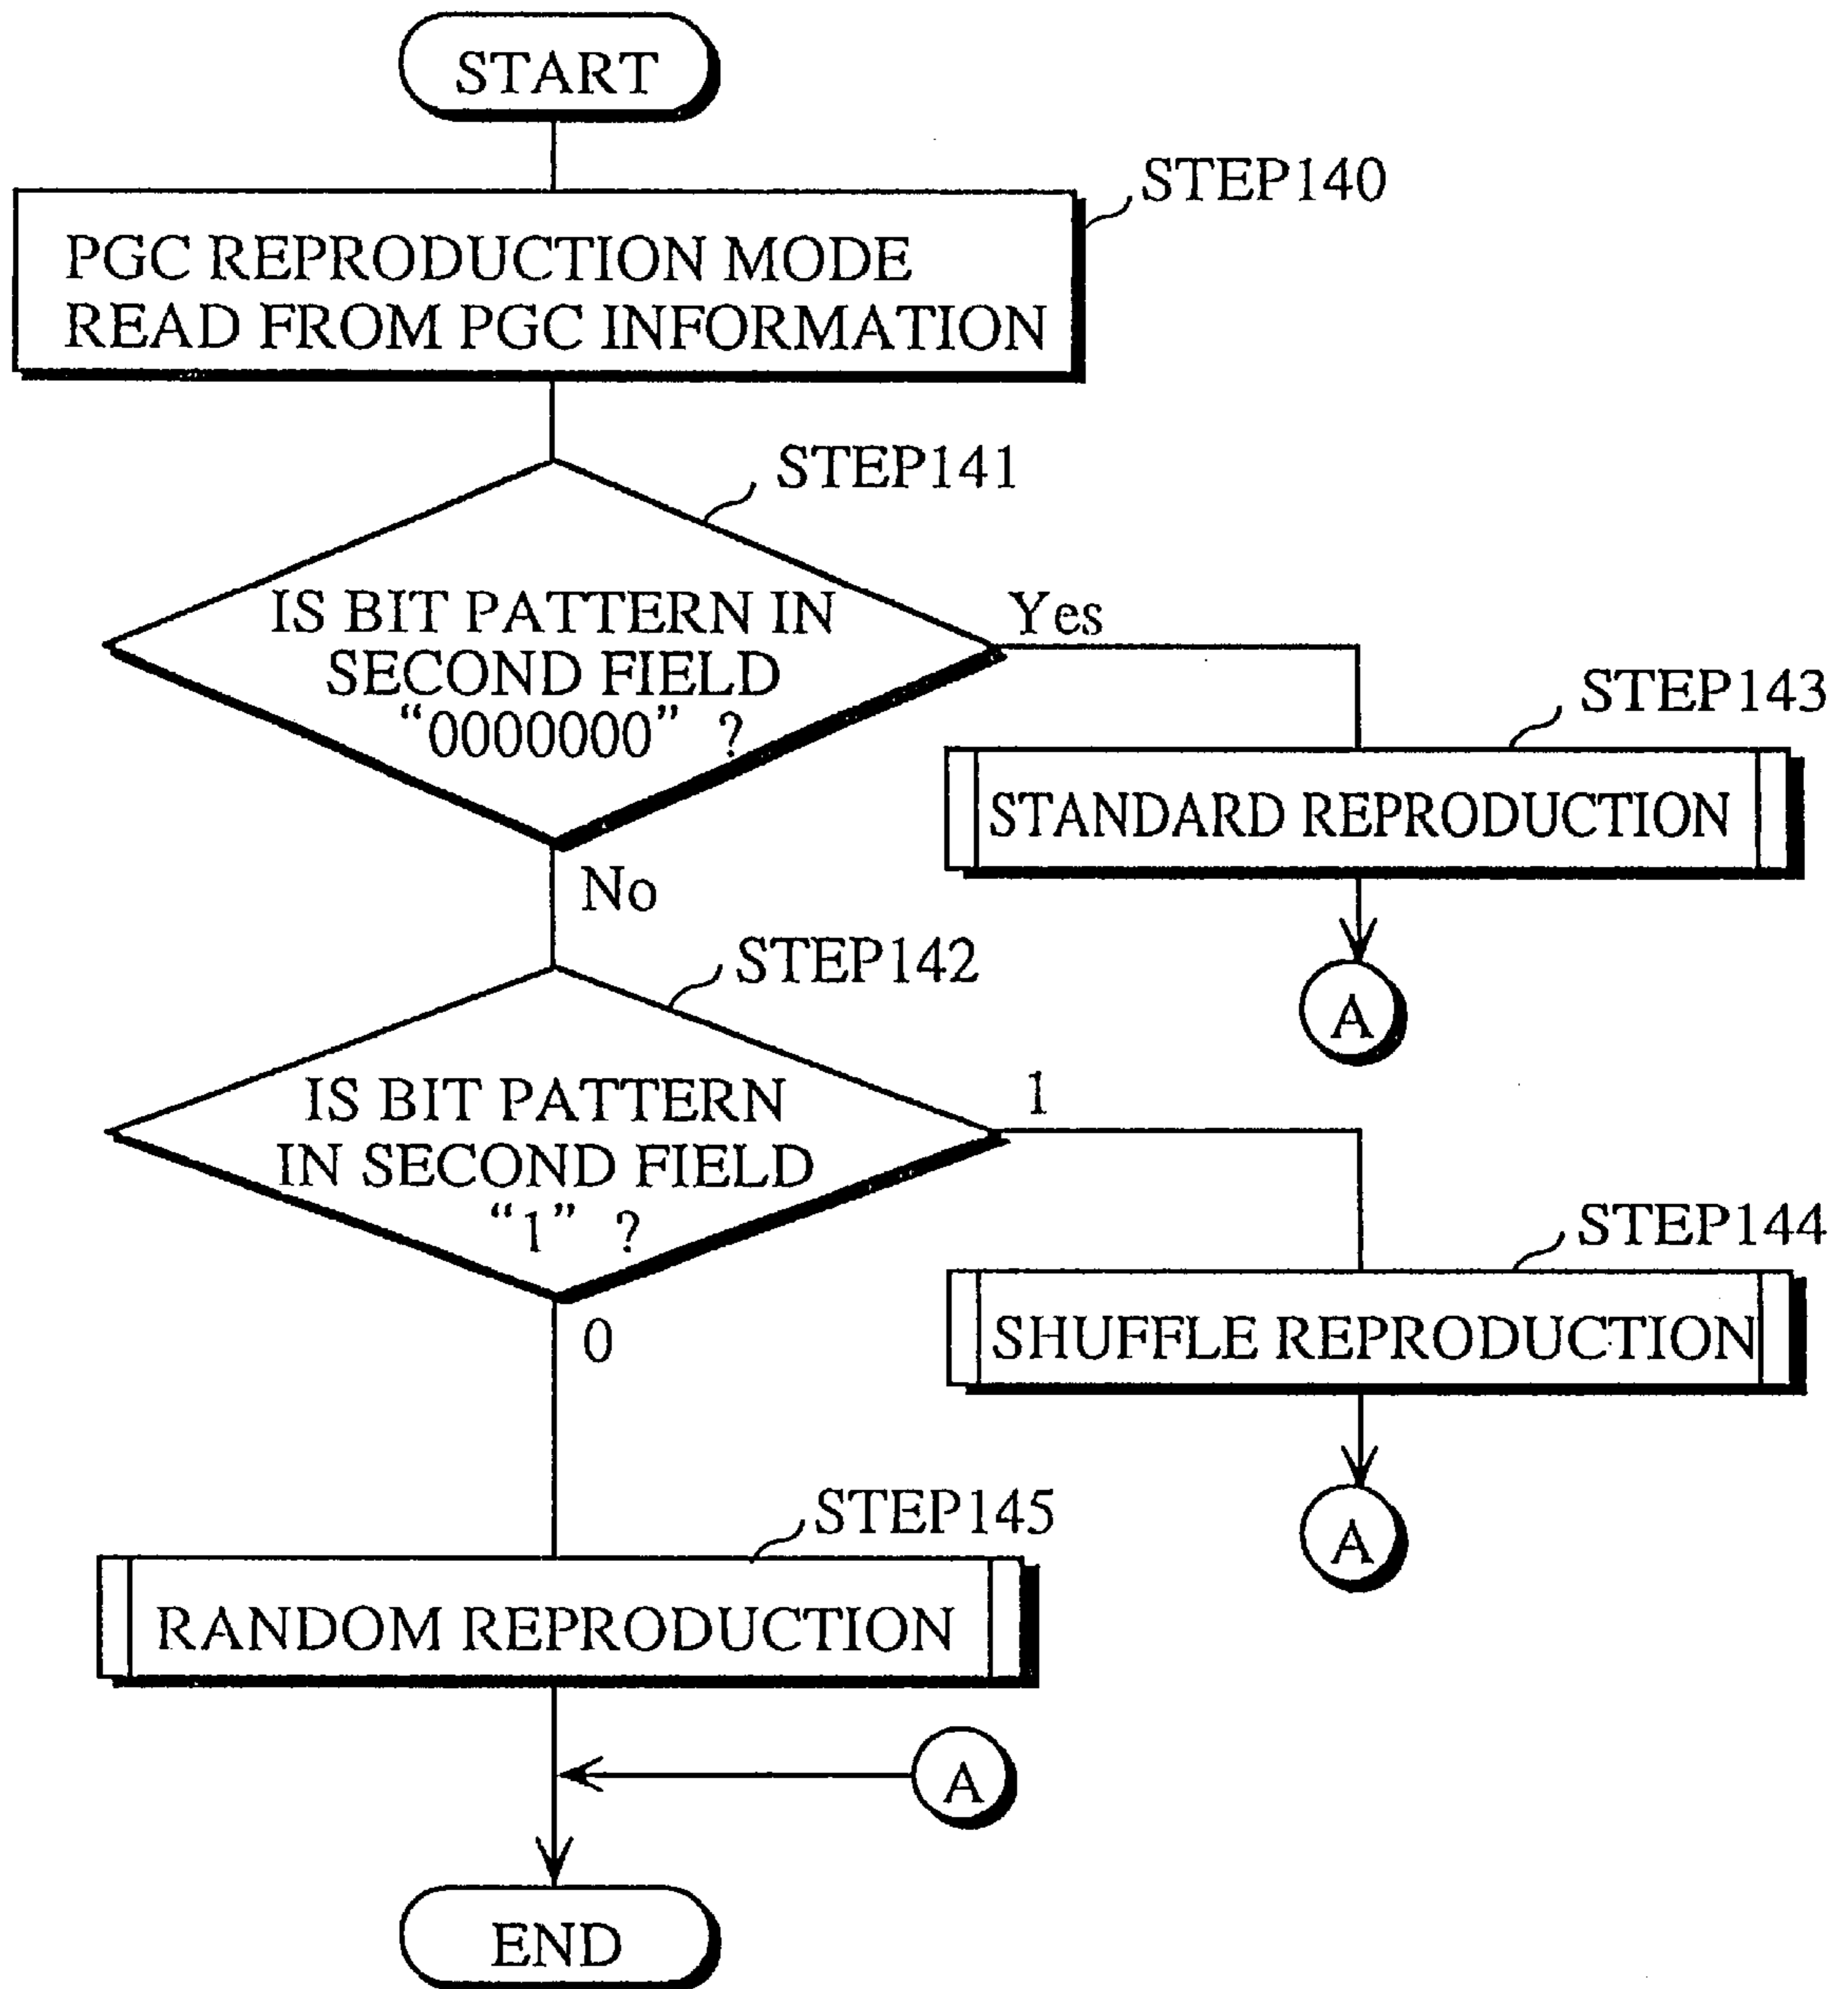 START
STEP140
PGC REPRODUCTION MODE
READ FROM PGC INFORMATION
STEP141
IS BIT PATTERN IN
SECOND FIELD
“0000000” ?
Yes
No
STEP143
STANDARD REPRODUCTION
A
STEP142
IS BIT PATTERN
IN SECOND FIELD
“1” ?
1
0
STEP144
SHUFFLE REPRODUCTION
A
STEP145
RANDOM REPRODUCTION
A
END